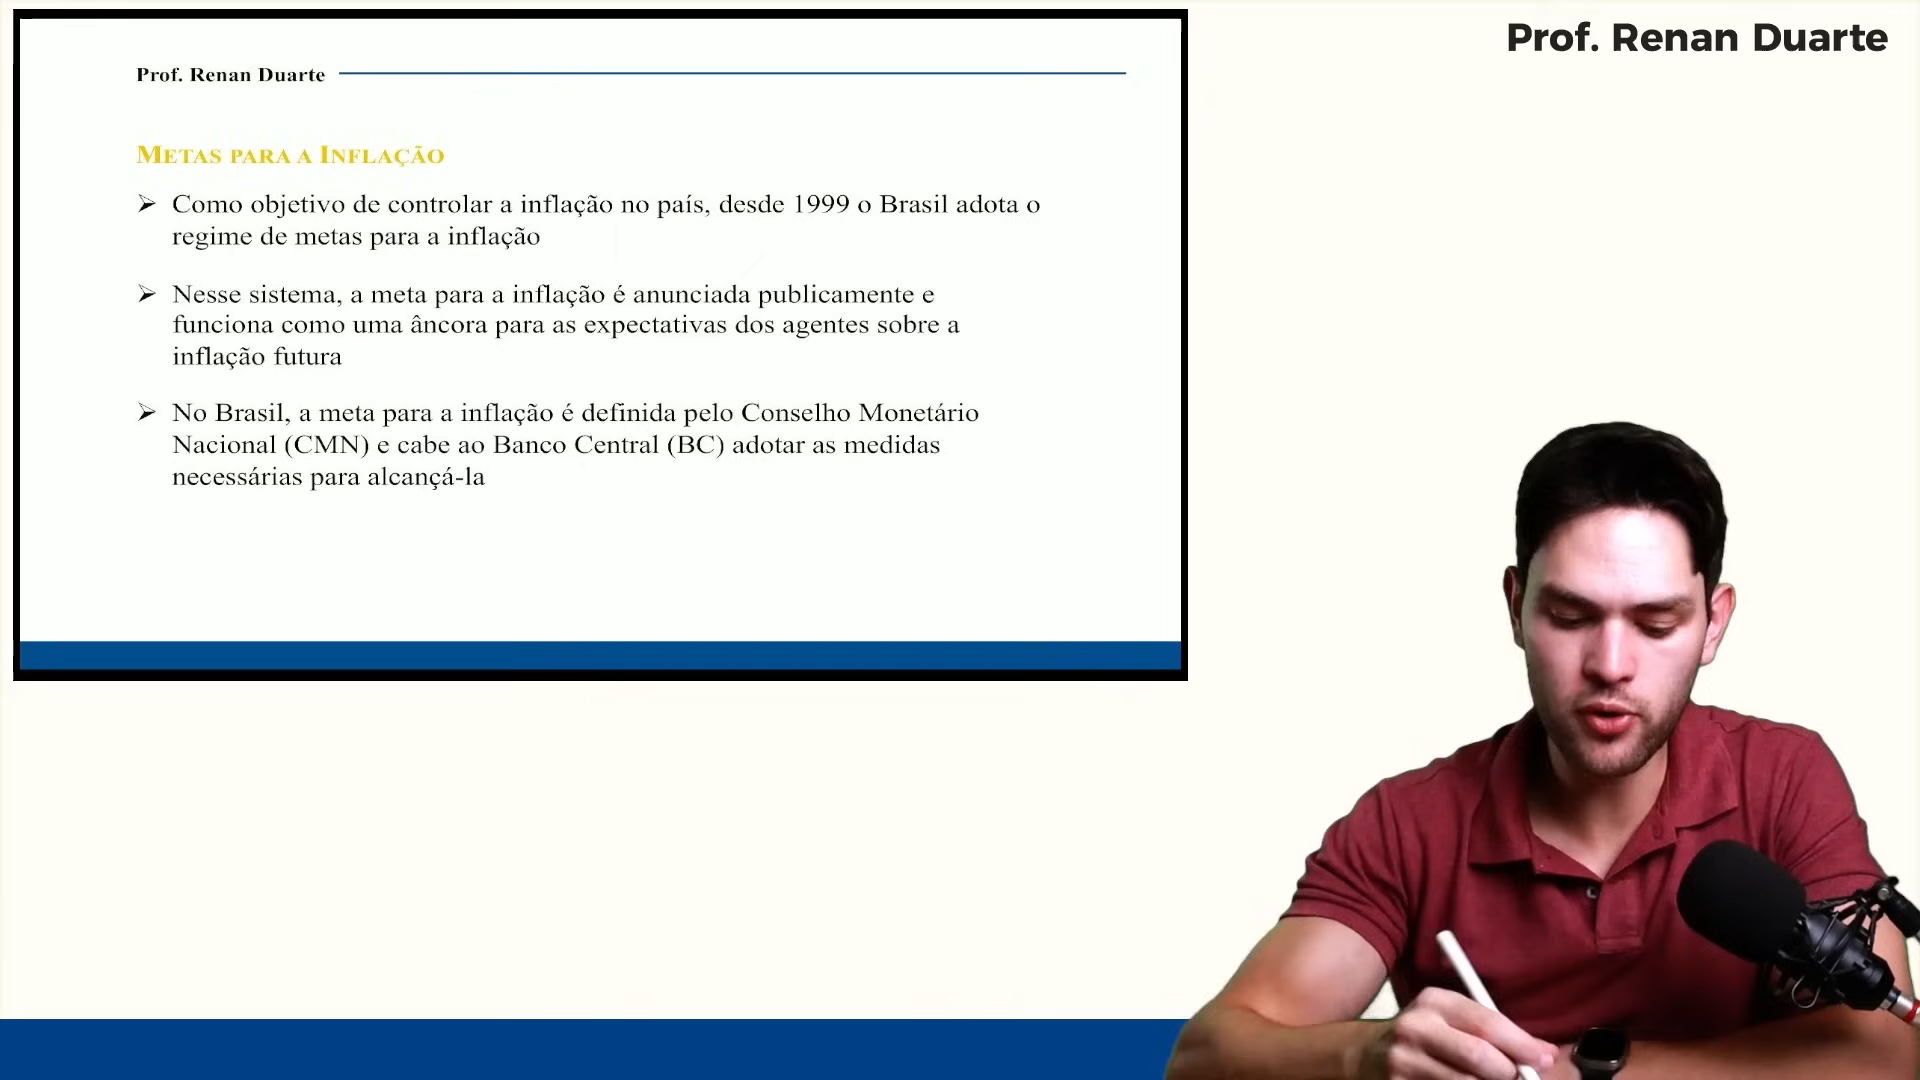 Prof. Renan Duarte
Prof. Renan Duarte
METAS PARA A INFLAÇÃO
➢ Como objetivo de controlar a inflação no país, desde 1999 o Brasil adota o
regime de metas para a inflação
➢ Nesse sistema, a meta para a inflação é anunciada publicamente e
funciona como uma âncora para as expectativas dos agentes sobre a
inflação futura
➢ No Brasil, a meta para a inflação é definida pelo Conselho Monetário
Nacional (CMN) e cabe ao Banco Central (BC) adotar as medidas
necessárias para alcançá-la